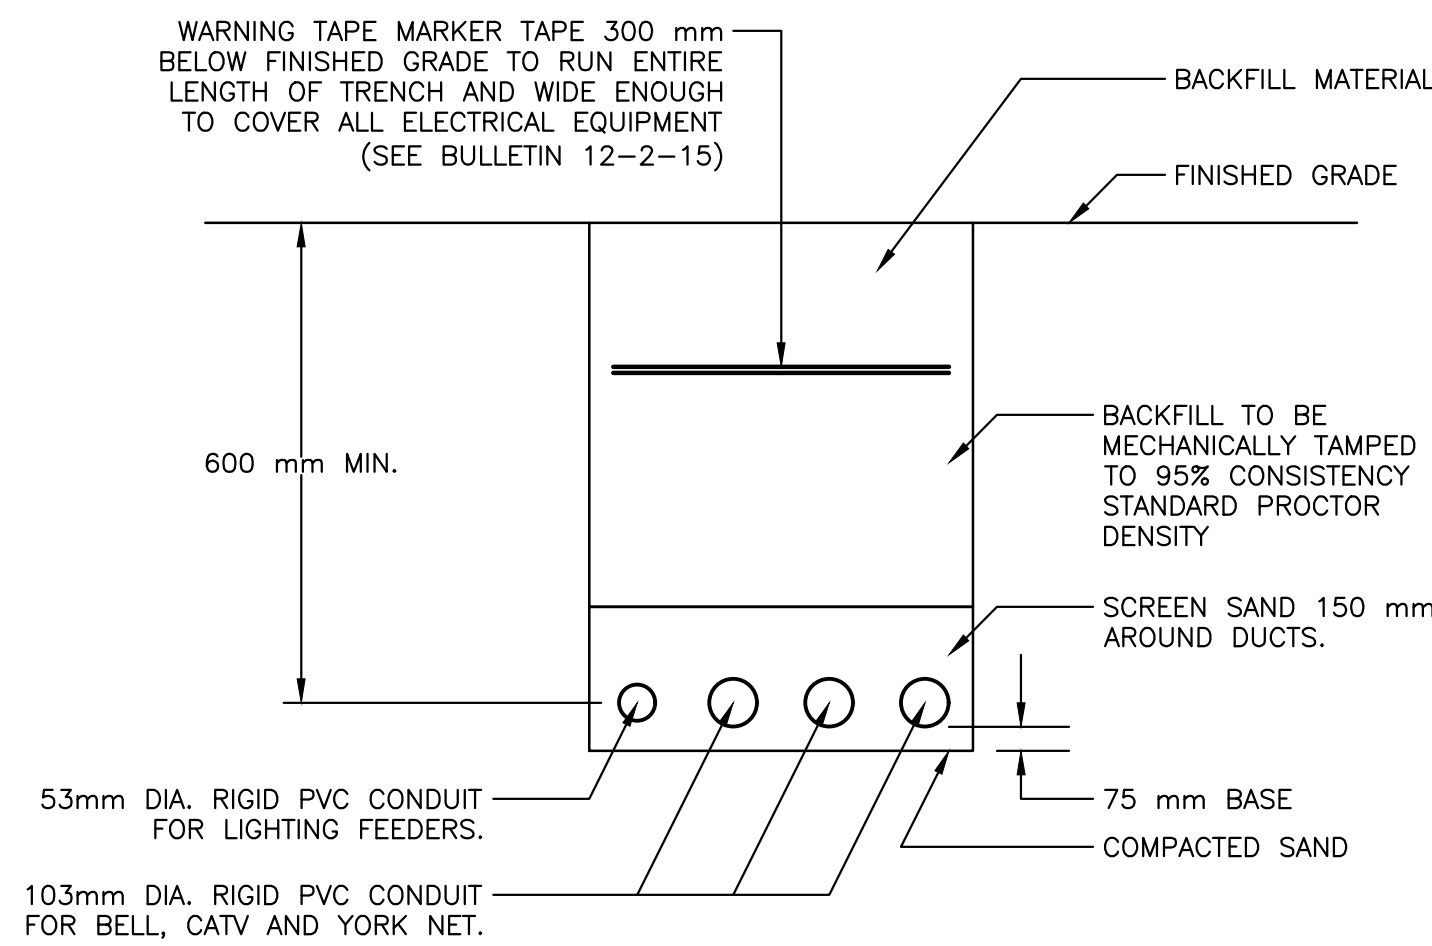 WARNING TAPE MARKER TAPE 300 mm
BELOW FINISHED GRADE TO RUN ENTIRE
LENGTH OF TRENCH AND WIDE ENOUGH
TO COVER ALL ELECTRICAL EQUIPMENT
(SEE BULLETIN 12-2-15)
BACKFILL MATERIAL
FINISHED GRADE
600 mm MIN.
BACKFILL TO BE
MECHANICALLY TAMPED
TO 95% CONSISTENCY
STANDARD PROCTOR
DENSITY
SCREEN SAND 150 mm
AROUND DUCTS.
53mm DIA. RIGID PVC CONDUIT
FOR LIGHTING FEEDERS.
75 mm BASE
COMPACTED SAND
103mm DIA. RIGID PVC CONDUIT
FOR BELL, CATV AND YORK NET.